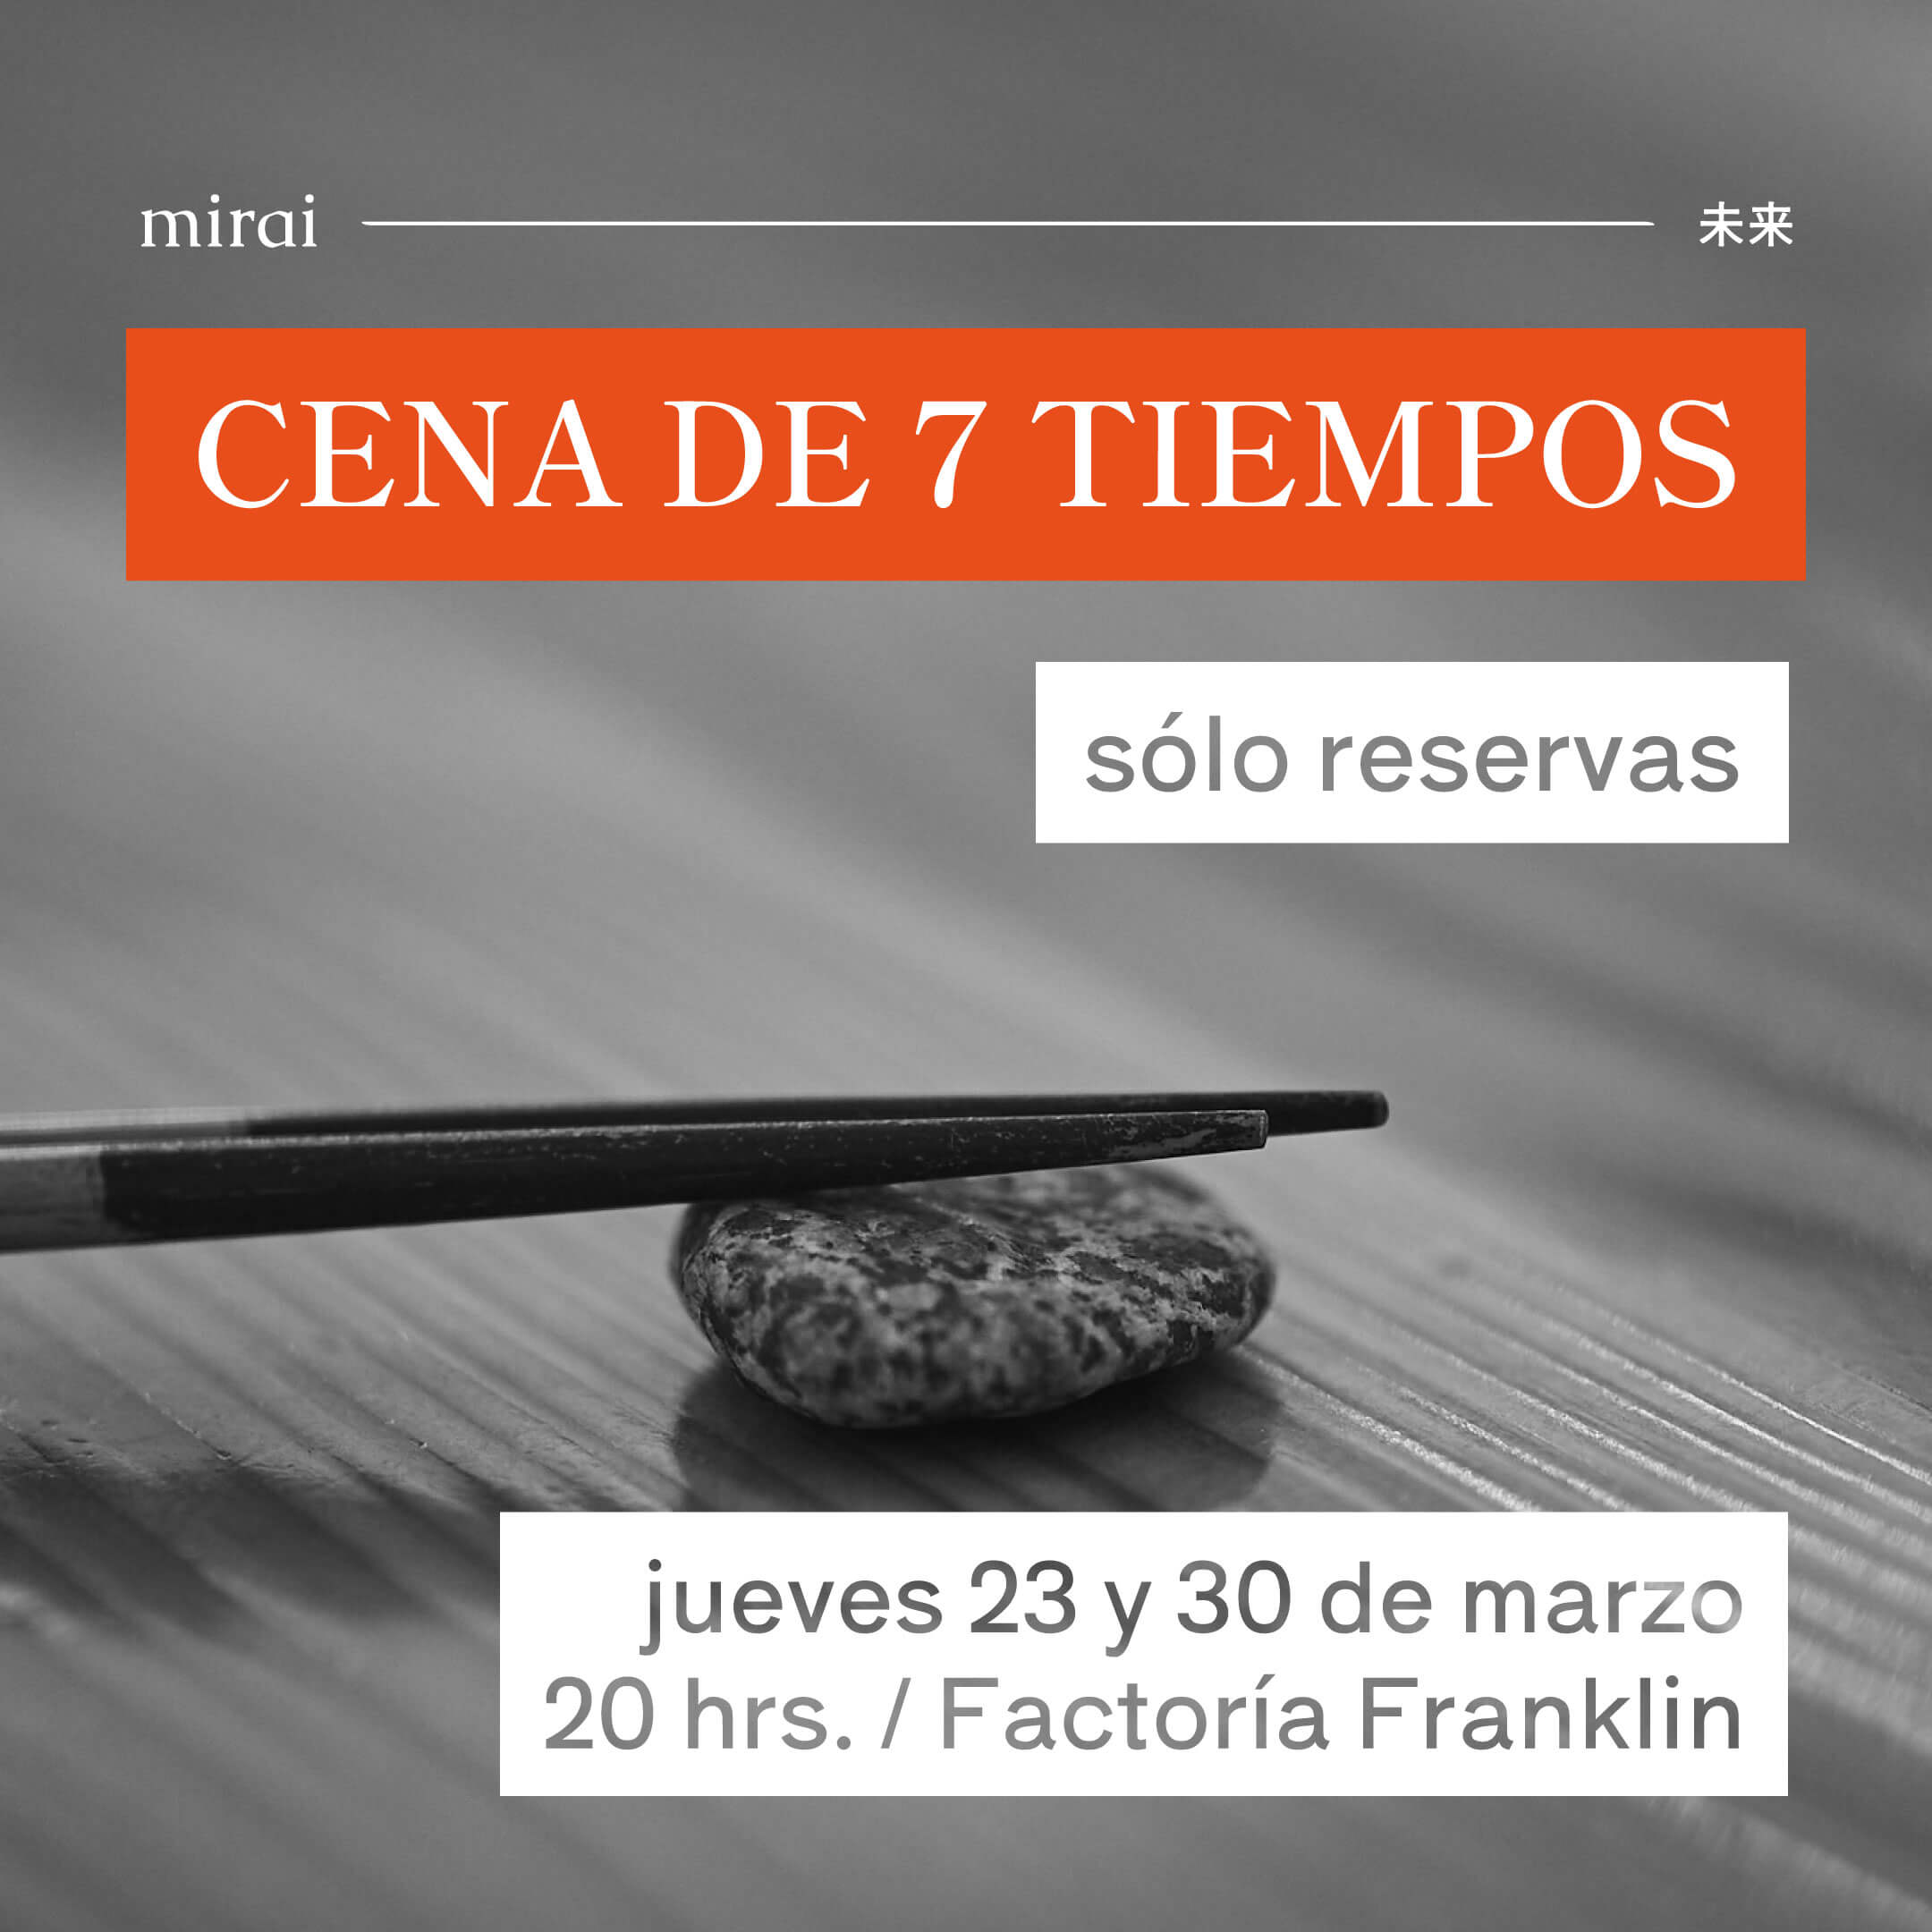 mirai 未来
CENA DE 7 TIEMPOS
sólo reservas
jueves 23 y 30 de marzo
20 hrs. / Factoría Franklin